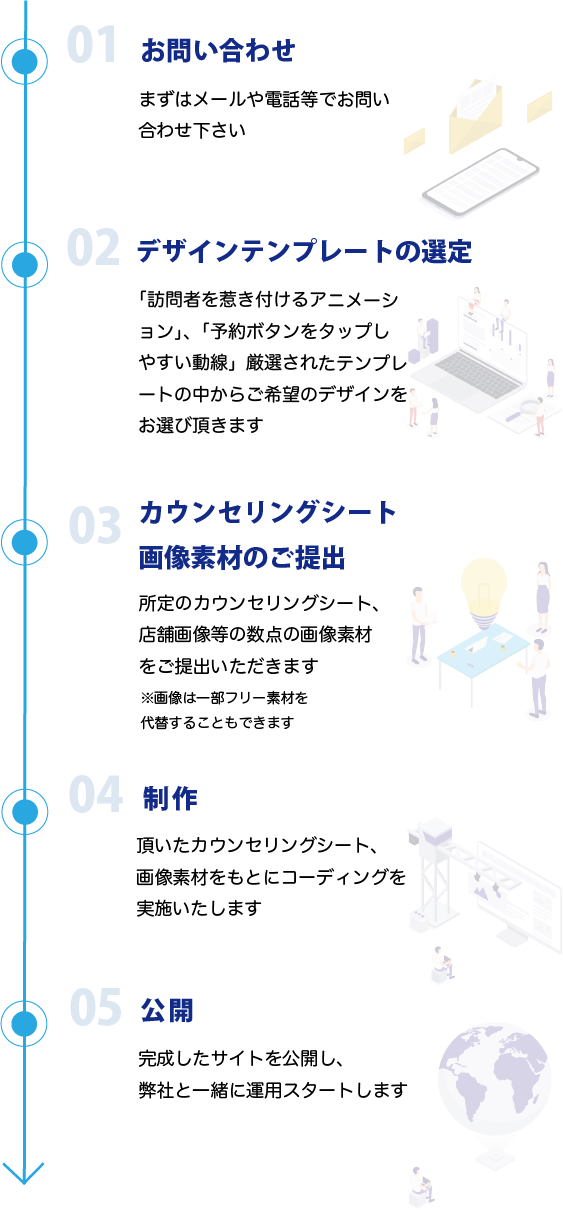 01 お問い合わせ
まずはメールや電話等でお問い
合わせ下さい
02 デザインテンプレートの選定
「訪問者を惹き付けるアニメーシ
ョン」、「予約ボタンをタップし
やすい動線」厳選されたテンプレ
ートの中からご希望のデザインを
お選び頂きます
03 カウンセリングシート
画像素材のご提出
所定のカウンセリングシート、
店舗画像等の数点の画像素材
をご提出いただきます
※画像は一部フリー素材を
代替することもできます
04 制作
頂いたカウンセリングシート、
画像素材をもとにコーディングを
実施いたします
05 公開
完成したサイトを公開し、
弊社と一緒に運用スタートします